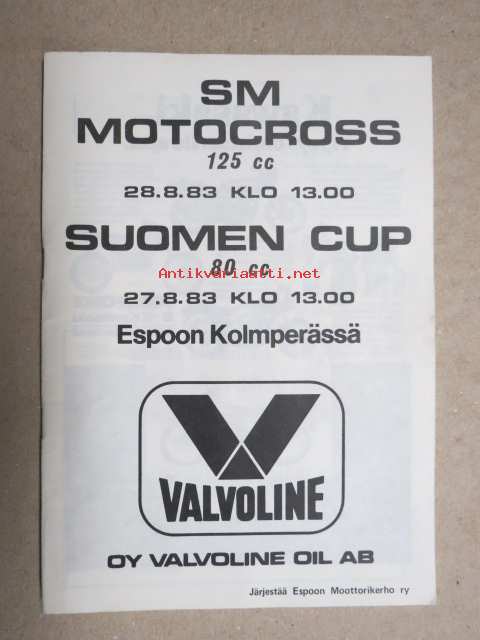 SM
MOTOCROSS
125 cc
28.8.83 KLO 13.00
SUOMEN CUP
80 cc
Antikvariaatti.net
27.8.83 KLO 13.00
Espoon Kolmperässä
VALVOLINE
OY VALVOLINE OIL AB
Järjestää Espoon Moottorikerho ry